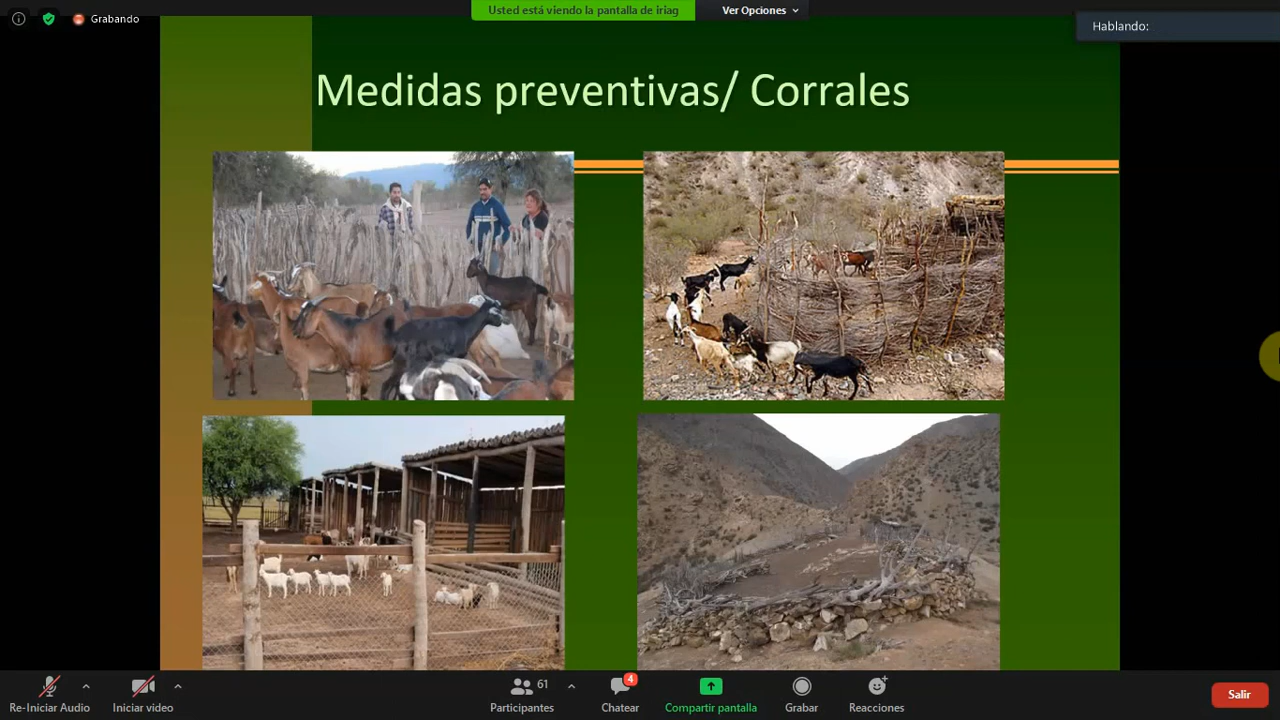 Grabando
Usted está viendo la pantalla de iriag
Ver Opciones
Hablando:
Medidas preventivas/ Corrales
Re-Iniciar Audio
Iniciar video
61
Participantes
4
Chatear
Compartir pantalla
Grabar
Reacciones
Salir